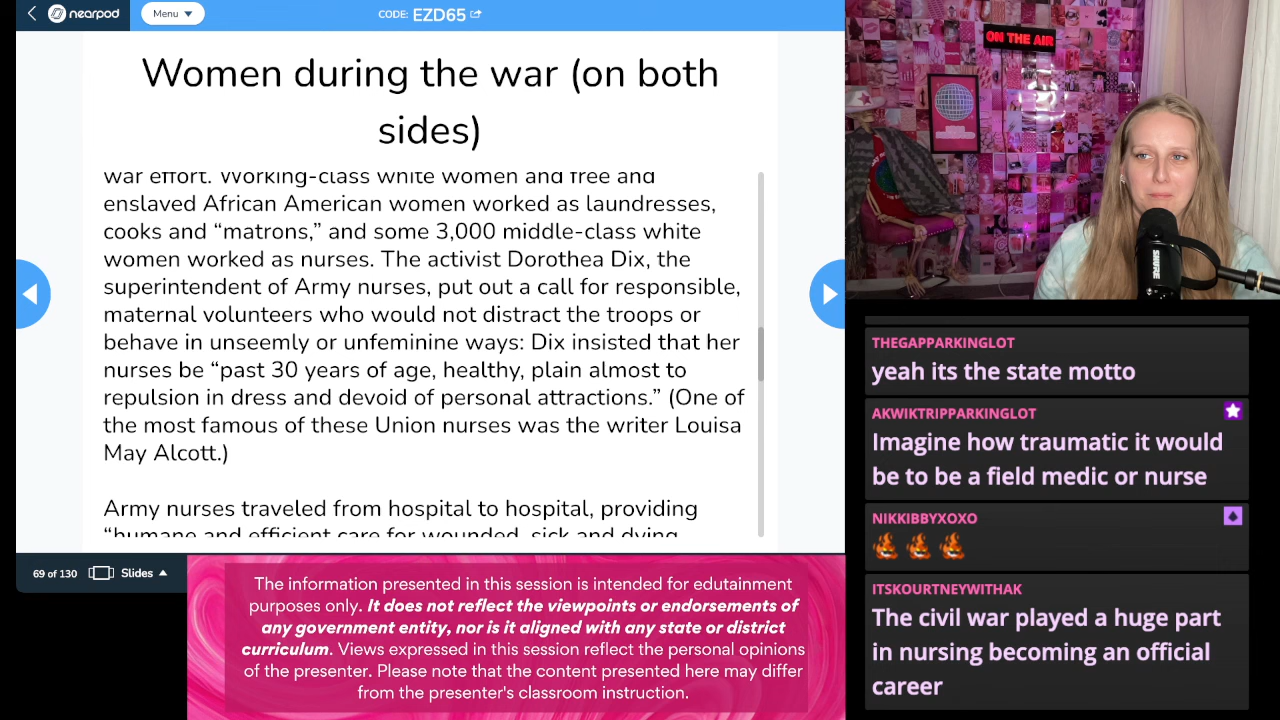 nearpod
Menu
CODE: EZD65
Women during the war (on both
sides)
war effort. Working-class white women and free and
enslaved African American women worked as laundresses,
cooks and “matrons,” and some 3,000 middle-class white
women worked as nurses. The activist Dorothea Dix, the
superintendent of Army nurses, put out a call for responsible,
maternal volunteers who would not distract the troops or
behave in unseemly or unfeminine ways: Dix insisted that her
nurses be “past 30 years of age, healthy, plain almost to
repulsion in dress and devoid of personal attractions.” (One of
the most famous of these Union nurses was the writer Louisa
May Alcott.)
Army nurses traveled from hospital to hospital, providing
“humane and efficient care for wounded, sick and dying
69 of 130
Slides
The information presented in this session is intended for edutainment
purposes only. It does not reflect the viewpoints or endorsements of
any government entity, nor is it aligned with any state or district
curriculum. Views expressed in this session reflect the personal opinions
of the presenter. Please note that the content presented here may differ
from the presenter's classroom instruction.
ON THE AIR
SHURE
THEGAPPARKINGLOT
yeah its the state motto
AKWIKTRIPPARKINGLOT
Imagine how traumatic it would
be to be a field medic or nurse
NIKKIBBYXOXO
ITSKOURTNEYWITHAK
The civil war played a huge part
in nursing becoming an official
career